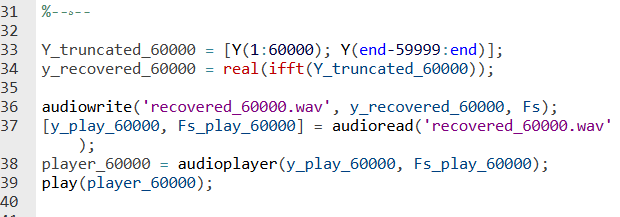 31 %-----
32
33 Y_truncated_60000 = [Y(1:60000); Y(end-59999:end)];
34 y_recovered_60000 = real(ifft(Y_truncated_60000));
35
36 audiowrite('recovered_60000.wav', y_recovered_60000, Fs);
37 [y_play_60000, Fs_play_60000] = audioread('recovered_60000.wav'
);
38 player_60000 = audioplayer(y_play_60000, Fs_play_60000);
39 play(player_60000);
40